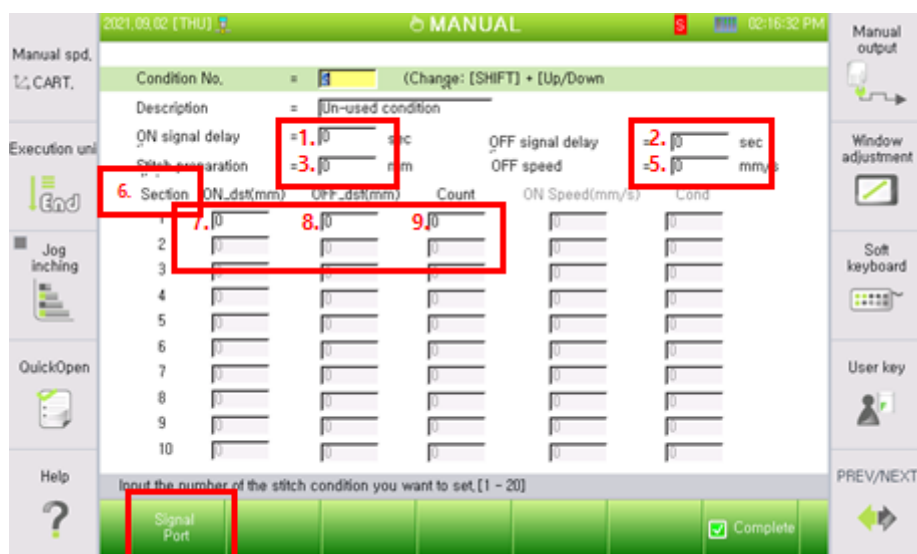 2021.09.02 [THU] MANUAL S 02:16:32 PM
Manual spd.
CART.
Execution uni
End
Jog
inching
QuickOpen
Help
?
Condition No. = (Change: [SHIFT] + [Up/Down
Description = Un-used condition
ON signal delay =1. 0 sec OFF signal delay =2. 0 sec
Stitch preparation =3. 0 mm OFF speed =5. 0 mm/s
6. Section ON_dst(mm) OFF_dst(mm) Count ON Speed(mm/s) Cond
1 7. 0 8. 0 9. 0 0 0
2 0 0 0 0 0
3 0 0 0 0 0
4 0 0 0 0 0
5 0 0 0 0 0
6 0 0 0 0 0
7 0 0 0 0 0
8 0 0 0 0 0
9 0 0 0 0 0
10 0 0 0 0 0
Input the number of the stitch condition you want to set.[1 - 20]
Signal
Port
Complete
Manual
output
Window
adjustment
Soft
keyboard
User key
PREV/NEXT